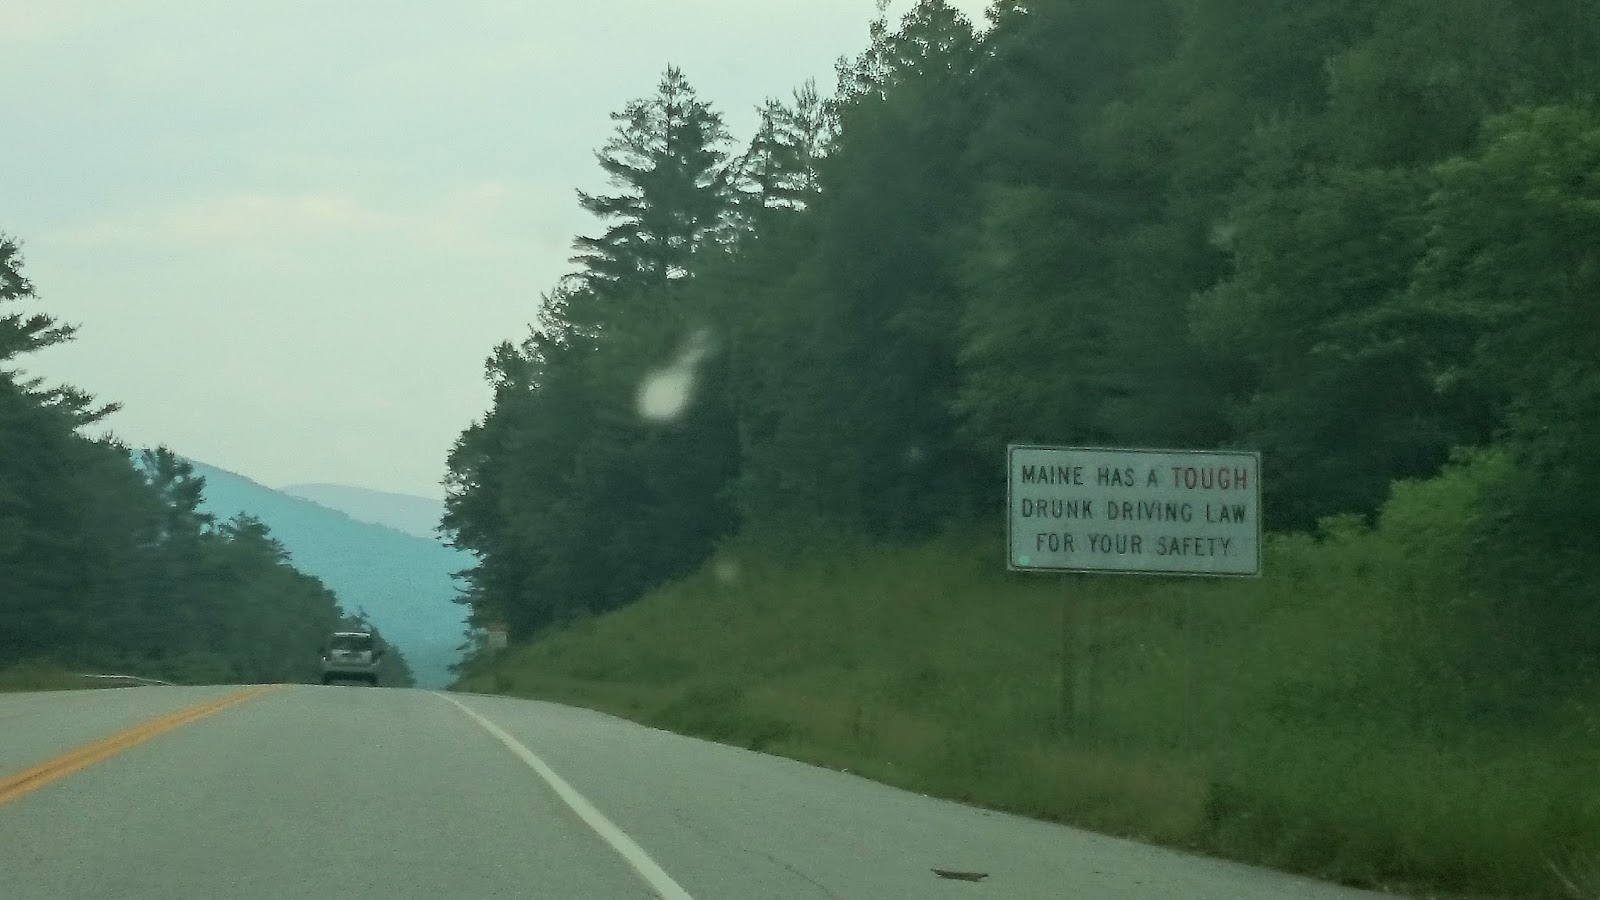 MAINE HAS A TOUGH
DRUNK DRIVING LAW
FOR YOUR SAFETY